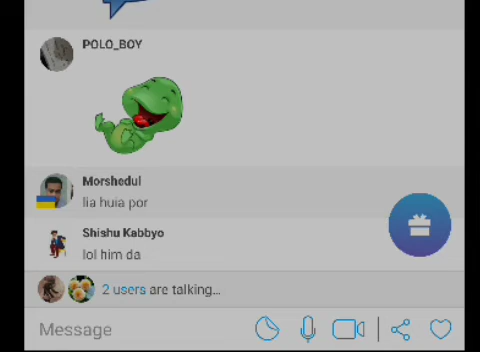 POLO_BOY
Morshedul
lia huia por
Shishu Kabbyo
lol him da
2 users are talking...
Message